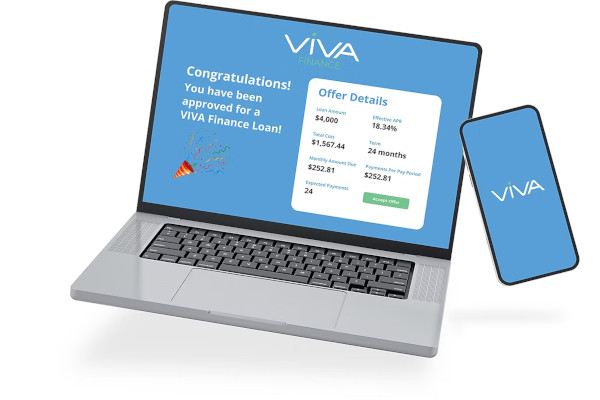 VIVA
FINANCE
Congratulations!
You have been
approved for a
VIVA Finance Loan!
Offer Details
Loan Amount
$4,000
Effective APR
18.34%
Total Cost
$1,567.44
Term
24 months
Monthly Amount Due
$252.81
Payments Per Pay Period
$252.81
Expected Payments
24
Accept Offer
VIVA